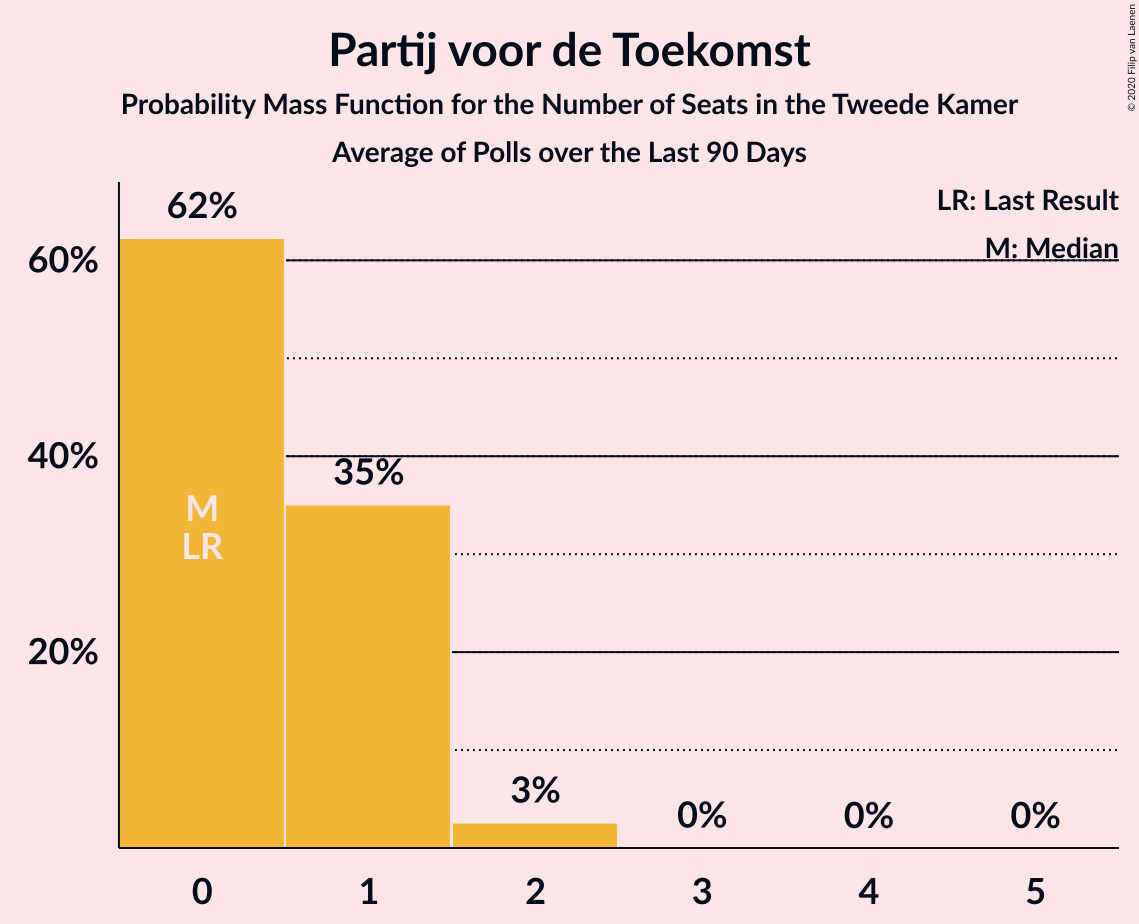 Partij voor de Toekomst
Probability Mass Function for the Number of Seats in the Tweede Kamer
Average of Polls over the Last 90 Days
© 2020 Filip van Laenen
LR: Last Result
M: Median
62%
60%
40%
35%
M
LR
20%
3%
0%
0%
0%
0
1
2
3
4
5